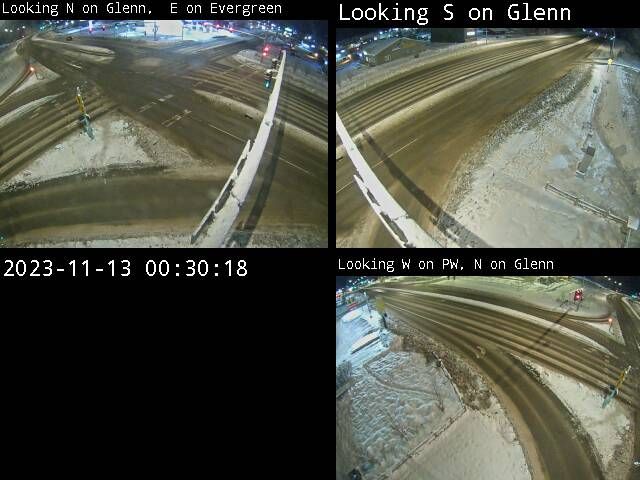 Looking N on Glenn, E on Evergreen
Looking S on Glenn
2023-11-13 00:30:18
Looking W on PW, N on Glenn